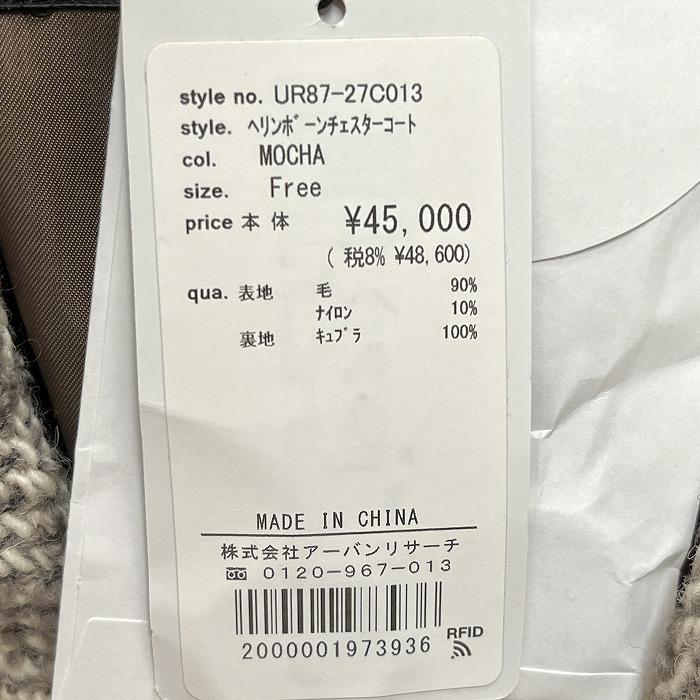 style no. UR87-27C013
style. ﾍﾘﾝﾎﾞｰﾝﾁｪｽﾀｰｺｰﾄ
col. MOCHA
size. Free
price 本 体 ¥45,000
( 税8% ¥48,600)
qua. 表地 毛 90%
ﾅｲﾛﾝ 10%
裏地 ｷｭﾌﾟﾗ 100%
MADE IN CHINA
株式会社アーバンリサーチ
0120-967-013
2000001973936
RFID